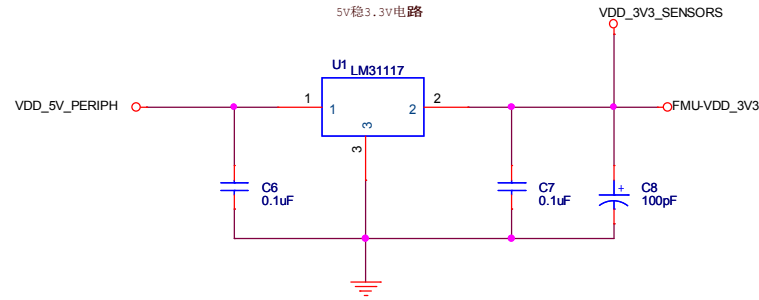 5V稳3.3V电路
VDD_3V3_SENSORS
U1
LM31117
VDD_5V_PERIPH
1
1
2
2
FMU-VDD_3V3
3
3
C6
0.1uF
C7
0.1uF
+
C8
100pF